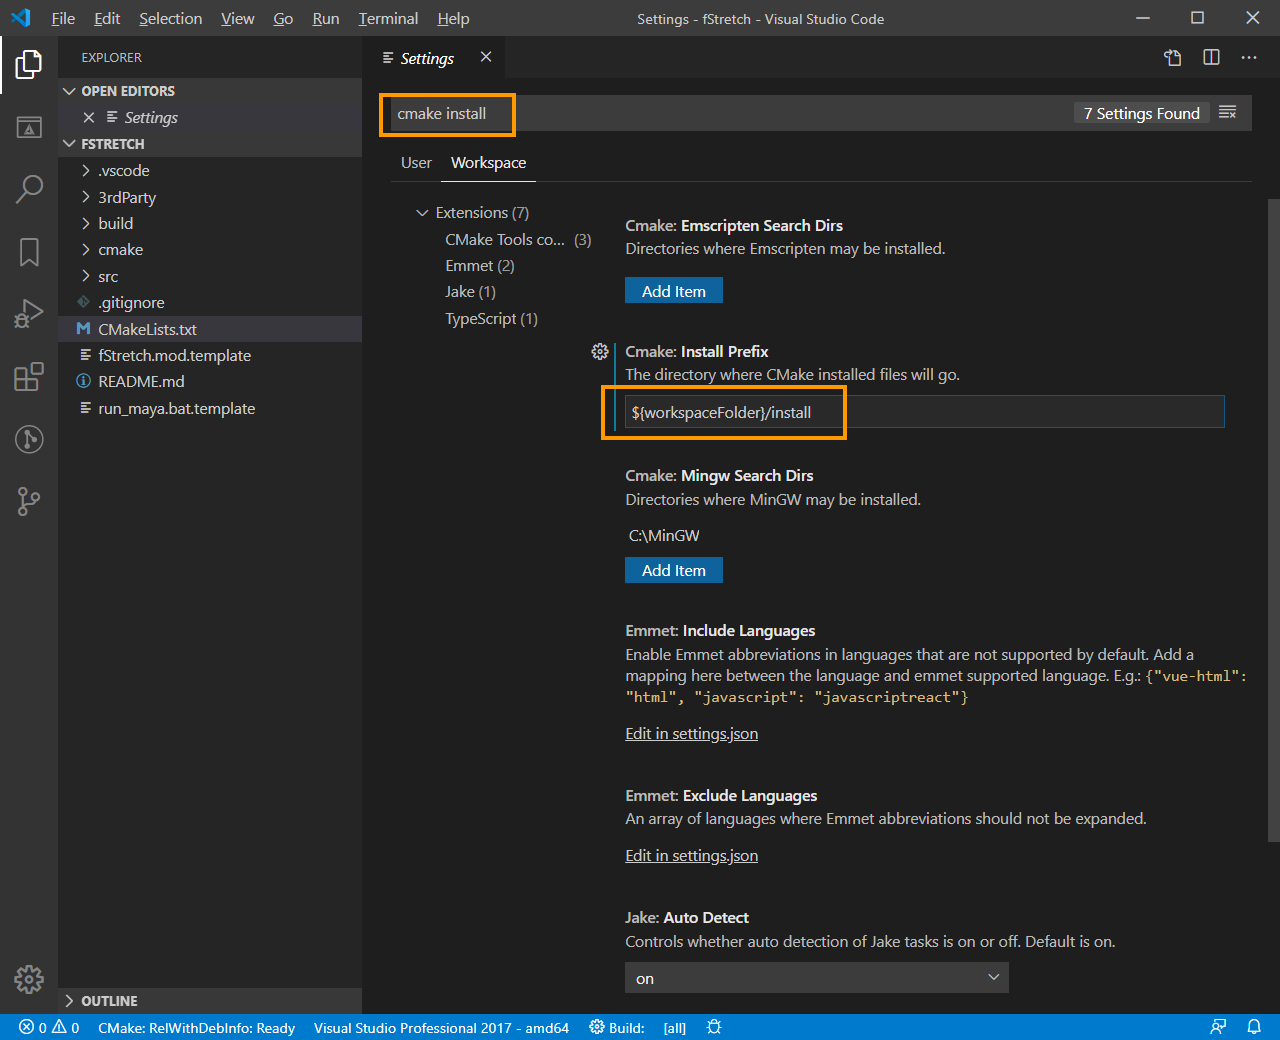 File Edit Selection View Go Run Terminal Help
Settings - fStretch - Visual Studio Code
EXPLORER
OPEN EDITORS
Settings
FSTRETCH
.vscode
3rdParty
build
cmake
src
.gitignore
CMakeLists.txt
fStretch.mod.template
README.md
run_maya.bat.template
OUTLINE
Settings
cmake install
7 Settings Found
User Workspace
Extensions (7)
CMake Tools co... (3)
Emmet (2)
Jake (1)
TypeScript (1)
Cmake: Emscripten Search Dirs
Directories where Emscripten may be installed.
Add Item
Cmake: Install Prefix
The directory where CMake installed files will go.
${workspaceFolder}/install
Cmake: Mingw Search Dirs
Directories where MinGW may be installed.
C:\MinGW
Add Item
Emmet: Include Languages
Enable Emmet abbreviations in languages that are not supported by default. Add a
mapping here between the language and emmet supported language. E.g.: {"vue-html":
"html", "javascript": "javascriptreact"}
Edit in settings.json
Emmet: Exclude Languages
An array of languages where Emmet abbreviations should not be expanded.
Edit in settings.json
Jake: Auto Detect
Controls whether auto detection of Jake tasks is on or off. Default is on.
on
0 0 CMake: RelWithDebInfo: Ready Visual Studio Professional 2017 - amd64 Build: [all]